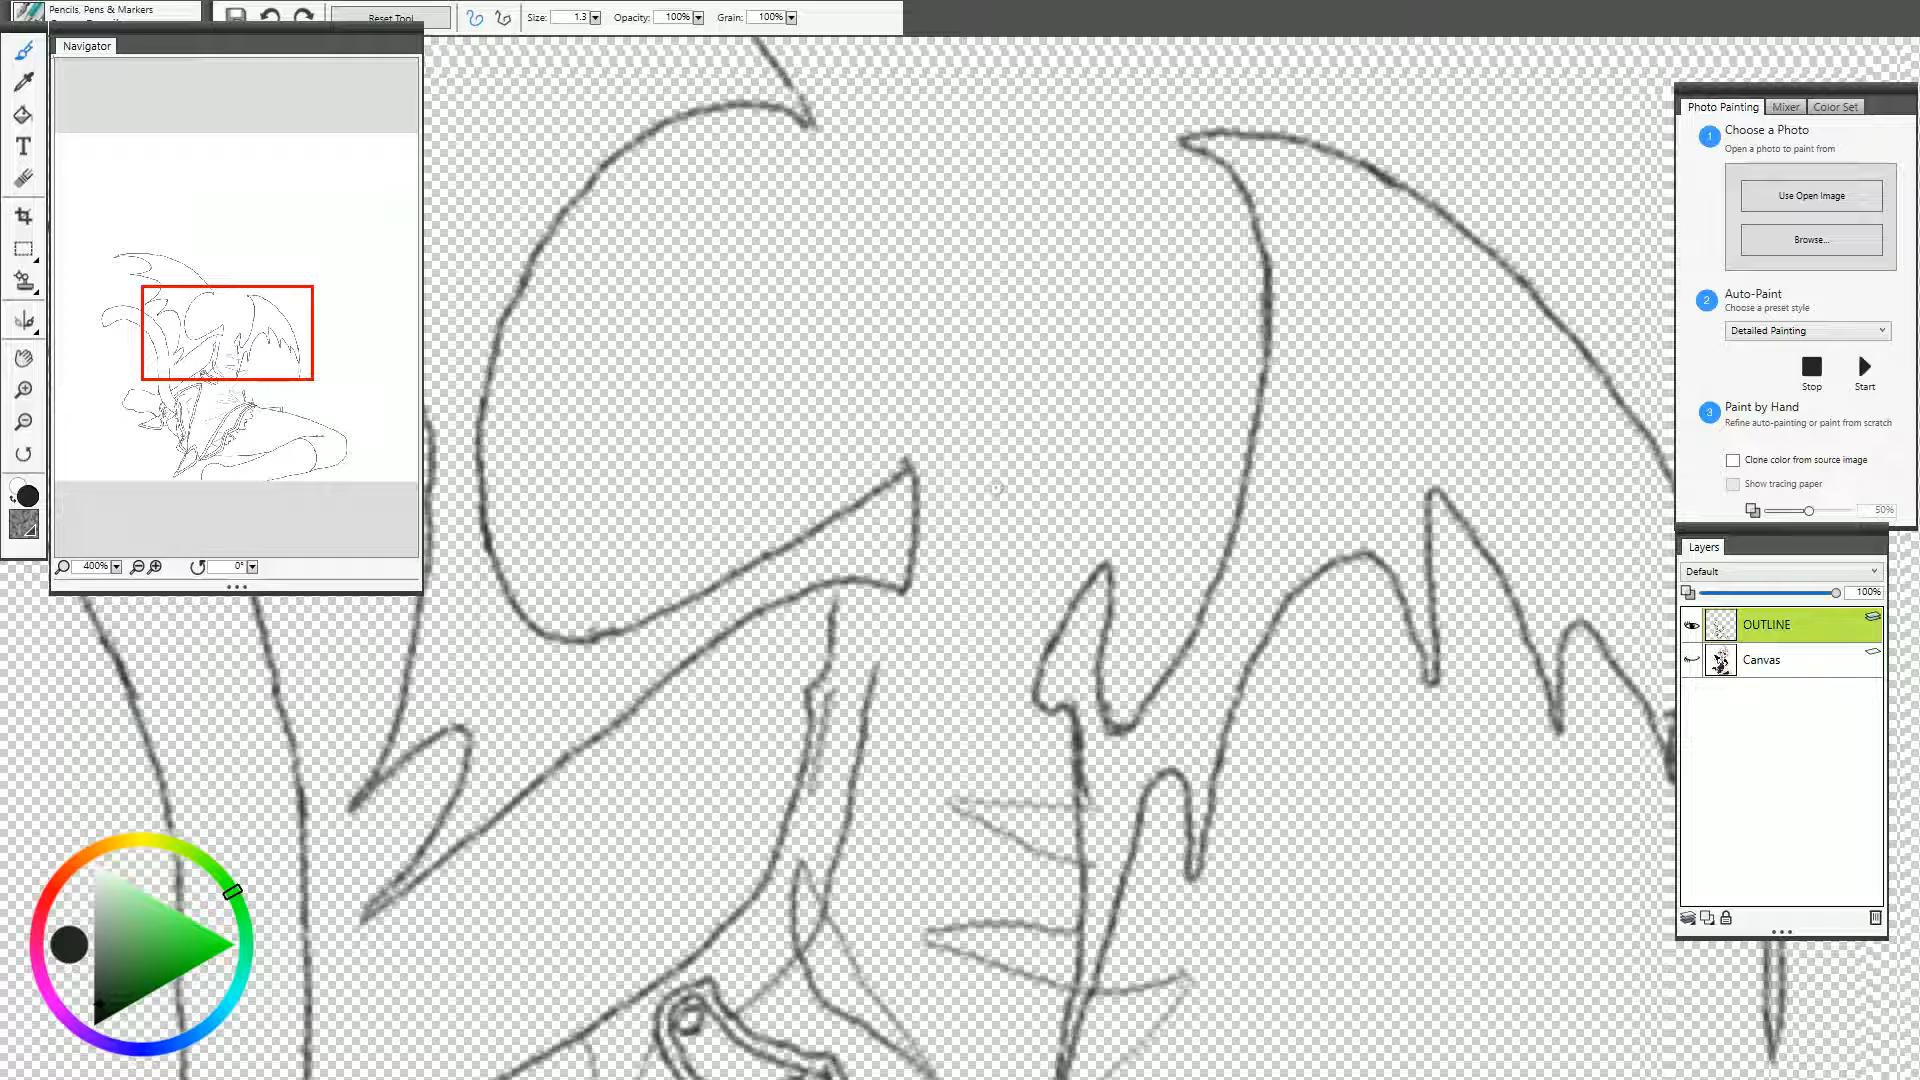 Pencils, Pens & Markers
Reset Tool
Size: 1.3
Opacity: 100%
Grain: 100%
Navigator
400%
0°
T
Photo Painting
Mixer
Color Set
1
Choose a Photo
Open a photo to paint from
Use Open Image
Browse...
2
Auto-Paint
Choose a preset style
Detailed Painting
Stop
Start
3
Paint by Hand
Refine auto-painting or paint from scratch
Clone color from source image
Show tracing paper
50%
Layers
Default
100%
OUTLINE
Canvas